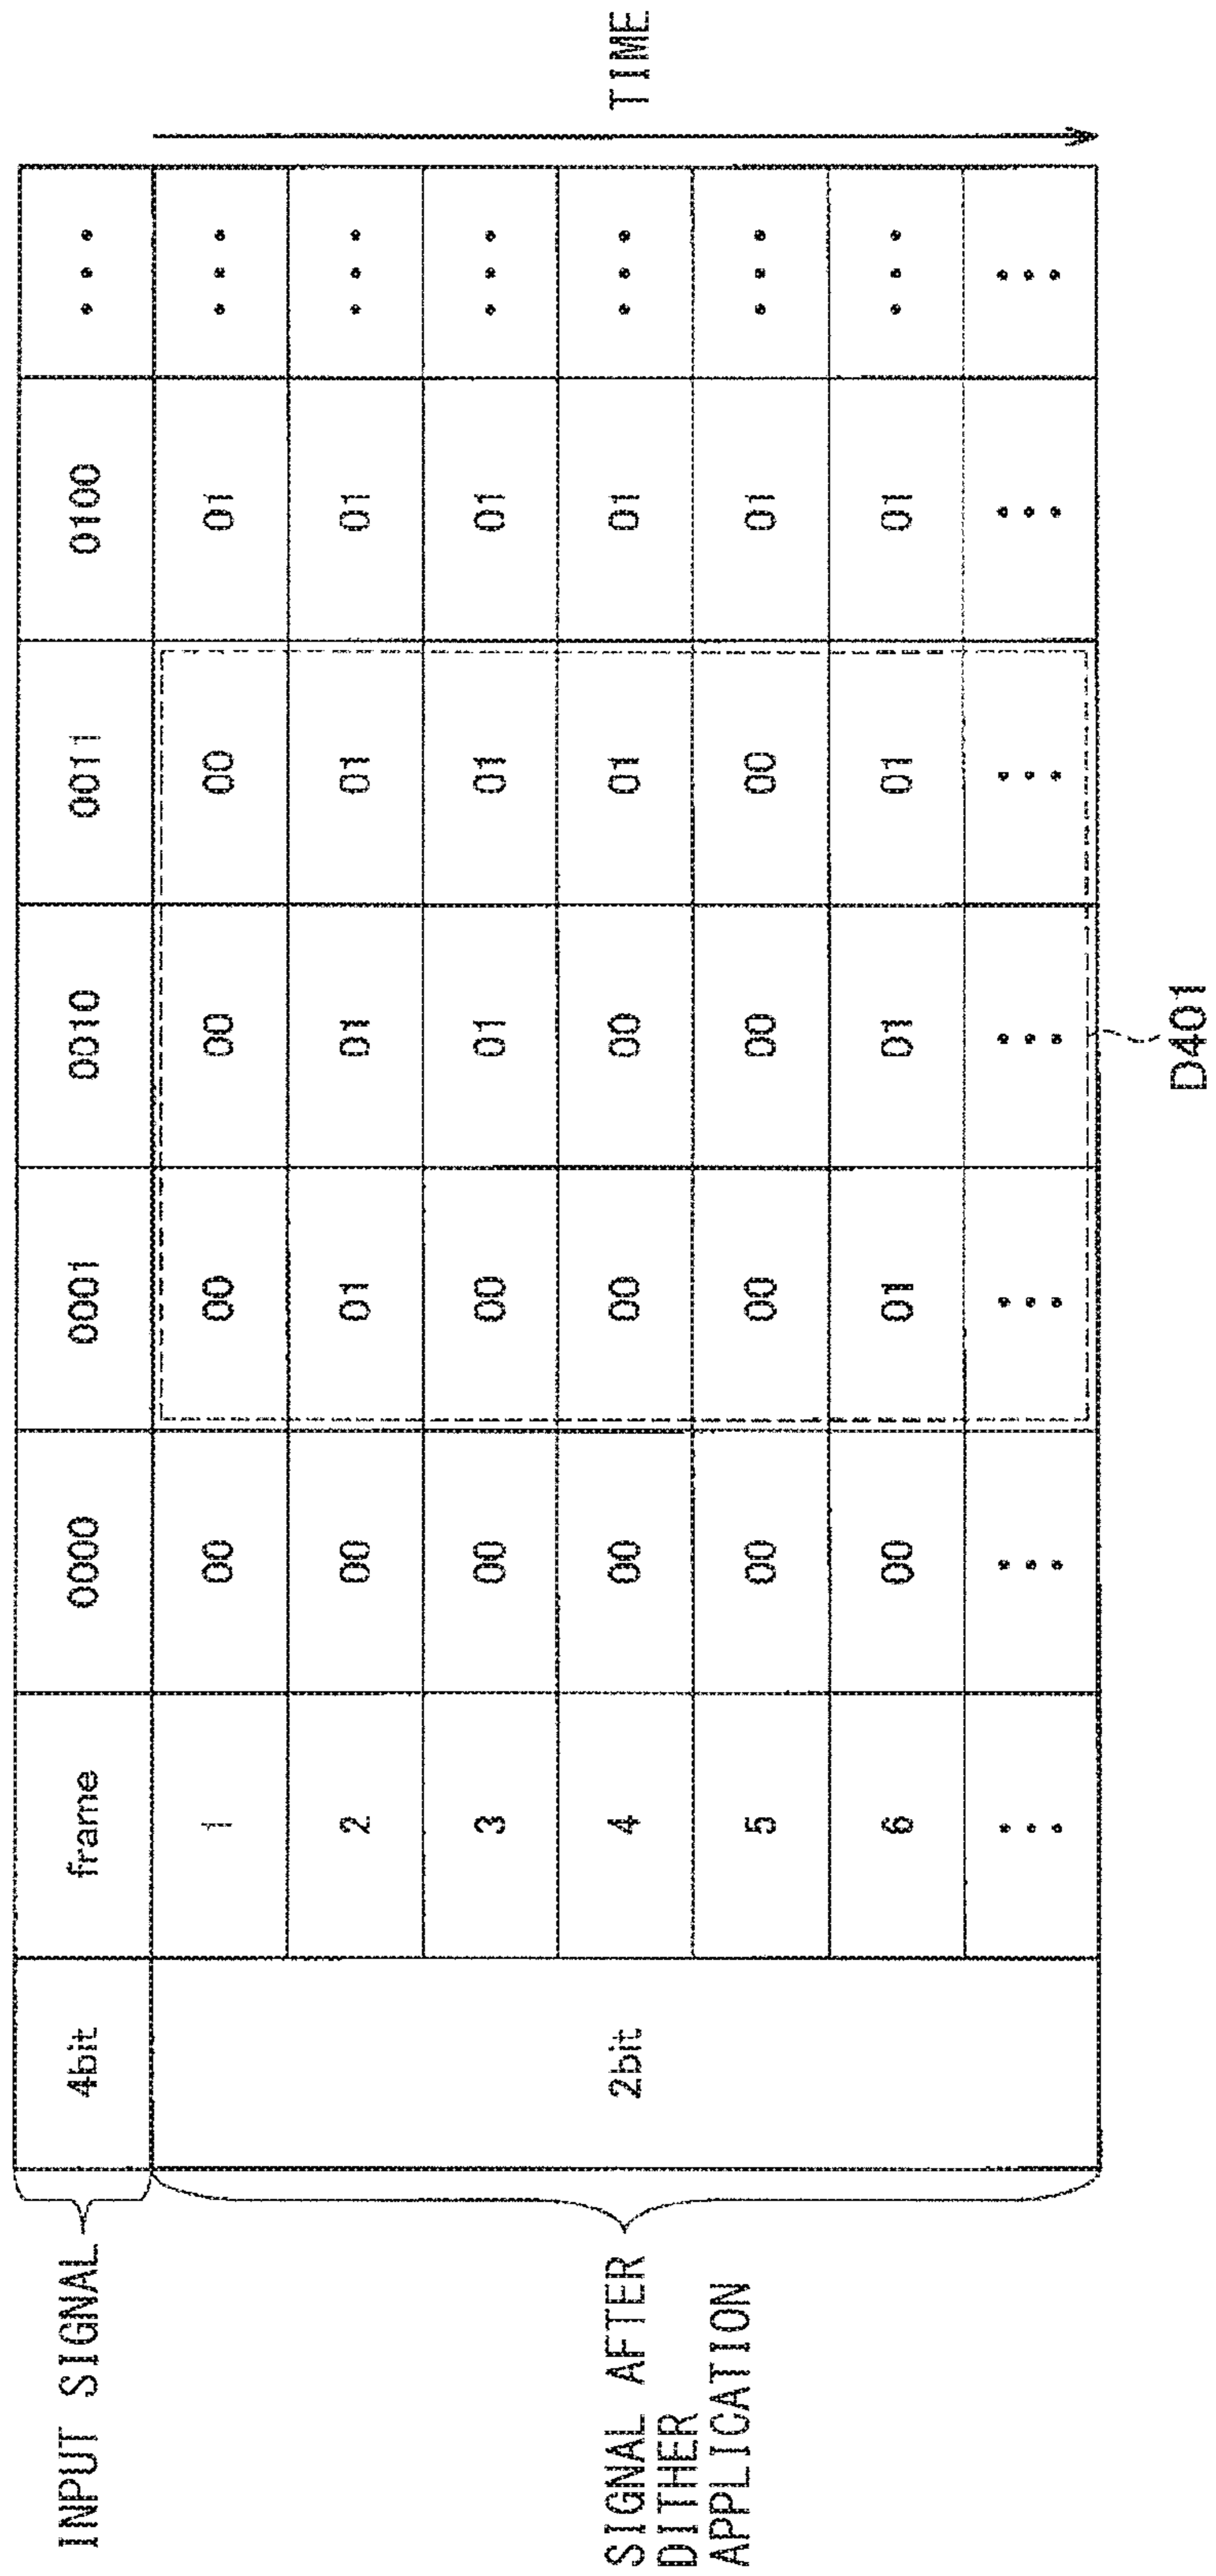 INPUT SIGNAL 4bit frame 0000 0001 0010 0011 0100 • • •
SIGNAL AFTER
DITHER
APPLICATION
2bit
1 00 00 00 00 01 • • •
2 00 01 01 01 01 • • •
3 00 00 01 01 01 • • •
4 00 00 00 01 01 • • •
5 00 00 00 00 01 • • •
6 00 01 01 01 01 • • •
• • • • • • • • • • • • • • • • • • • • •
TIME
D401